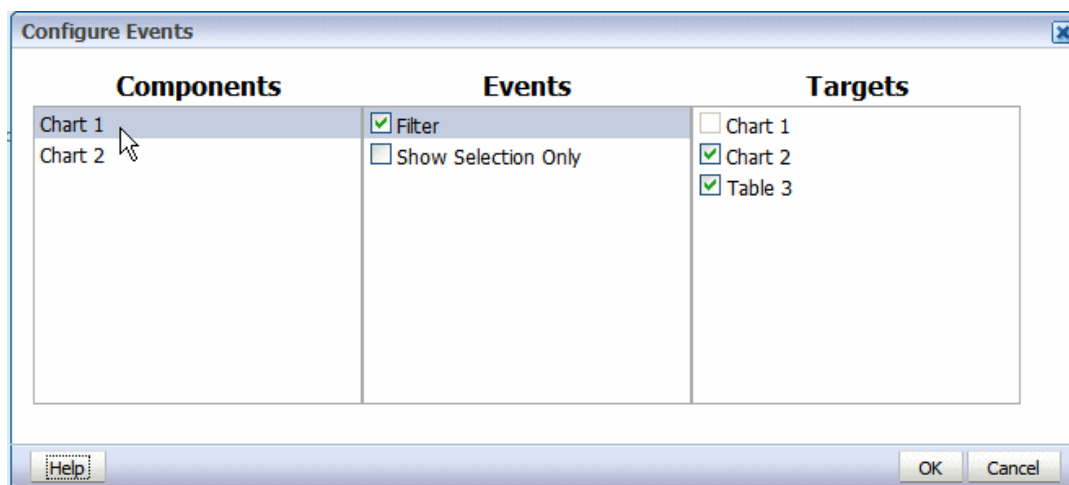 Configure Events
Components Events Targets
Chart 1
Chart 2
Filter
Show Selection Only
Chart 1
Chart 2
Table 3
Help OK Cancel